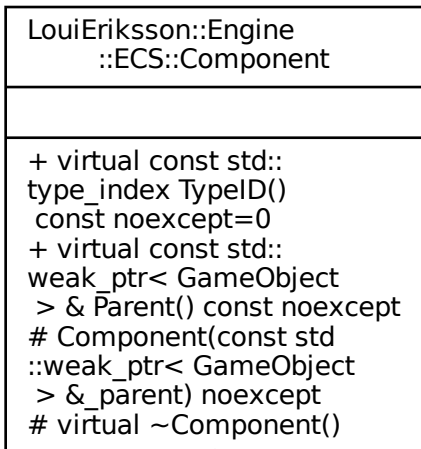 LouiEriksson::Engine
::ECS::Component
+ virtual const std::
type_index TypeID()
const noexcept=0
+ virtual const std::
weak_ptr< GameObject
> & Parent() const noexcept
# Component(const std
::weak_ptr< GameObject
> &_parent) noexcept
# virtual ~Component()